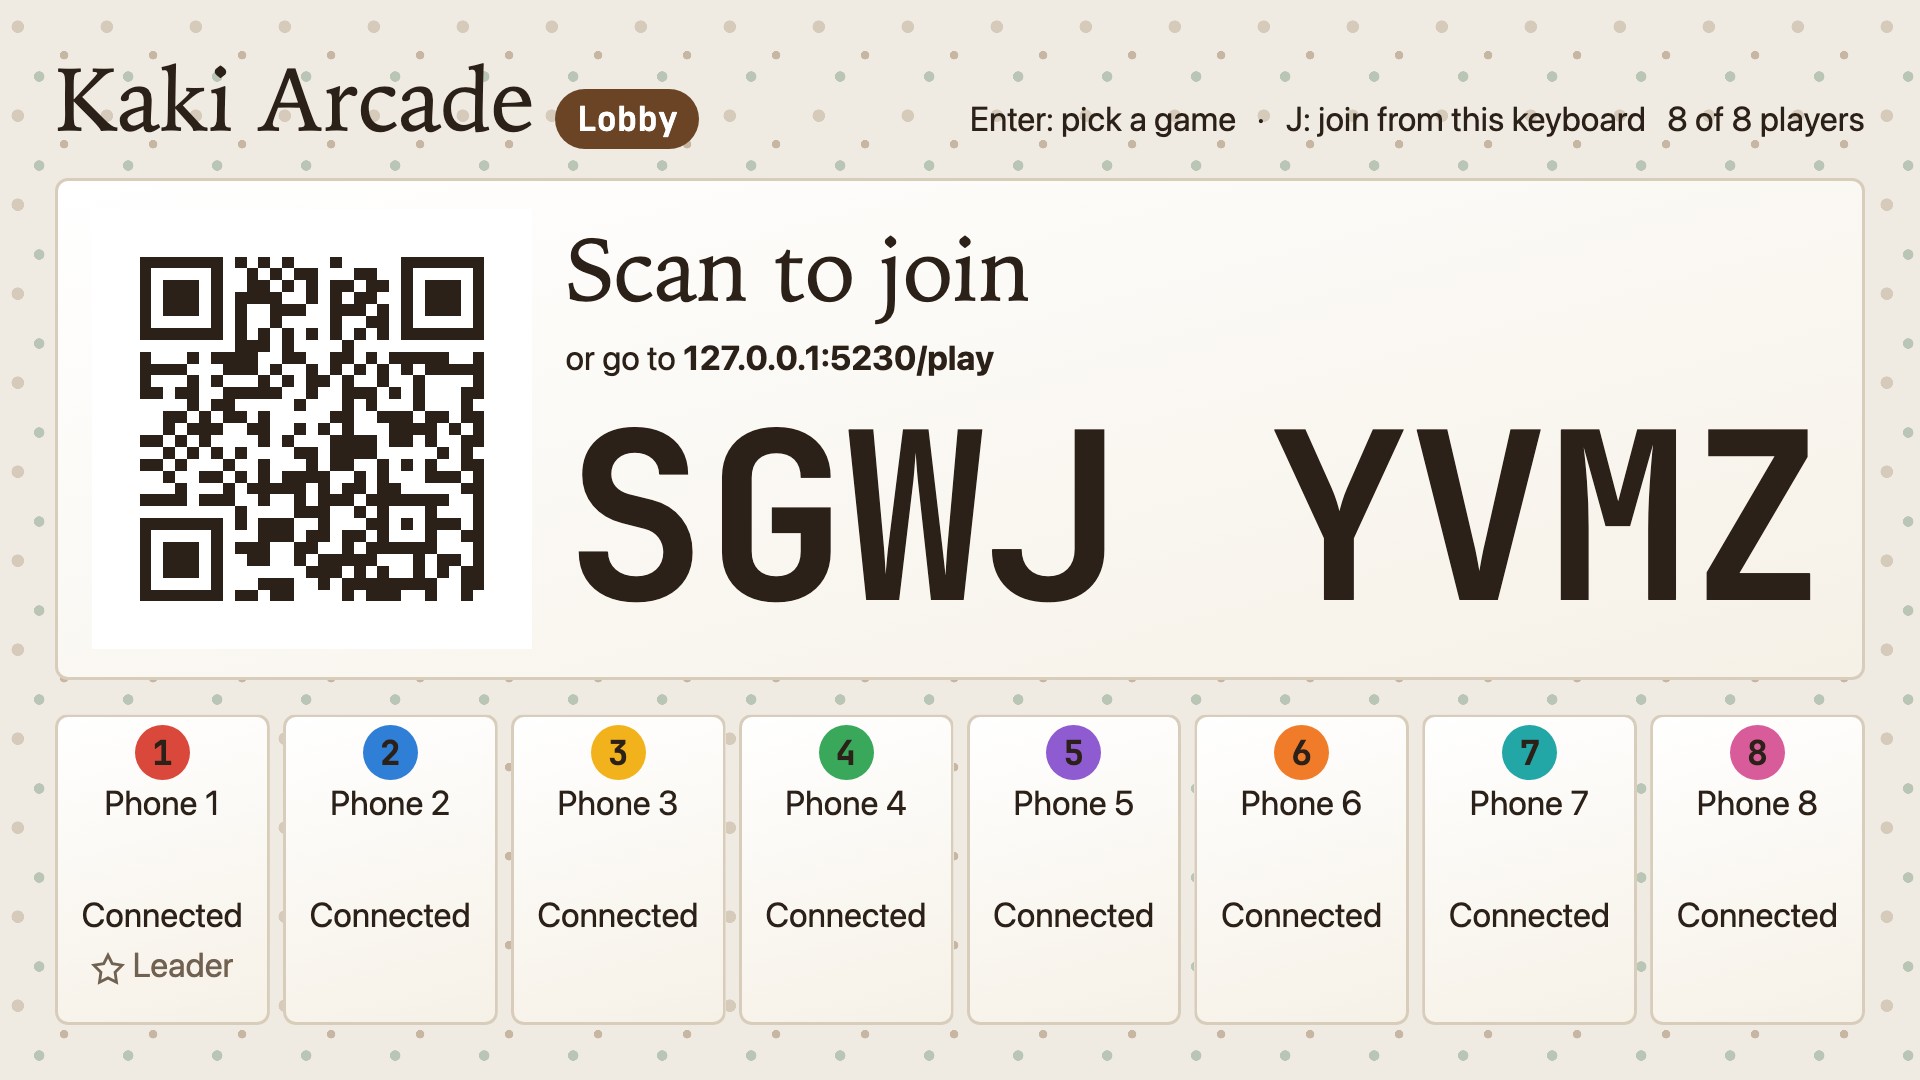 Kaki Arcade
Lobby
Enter: pick a game · J: join from this keyboard
8 of 8 players
Scan to join
or go to 127.0.0.1:5230/play
SGWJ YVMZ
1
Phone 1
Connected
Leader
2
Phone 2
Connected
3
Phone 3
Connected
4
Phone 4
Connected
5
Phone 5
Connected
6
Phone 6
Connected
7
Phone 7
Connected
8
Phone 8
Connected